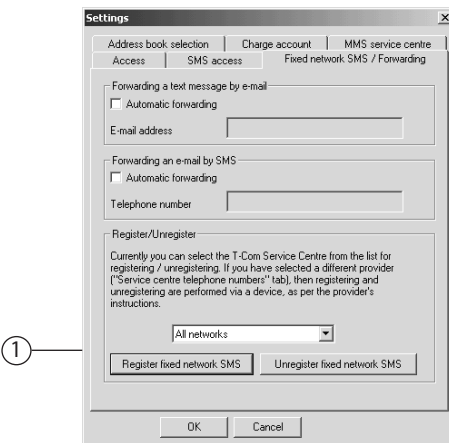 Settings
Address book selection
Charge account
MMS service centre
Access
SMS access
Fixed network SMS / Forwarding
Forwarding a text message by e-mail
Automatic forwarding
E-mail address
Forwarding an e-mail by SMS
Automatic forwarding
Telephone number
Register/Unregister
Currently you can select the T-Com Service Centre from the list for
registering / unregistering. If you have selected a different provider
("Service centre telephone numbers" tab), then registering and
unregistering are performed via a device, as per the provider's
instructions.
All networks
1
Register fixed network SMS
Unregister fixed network SMS
OK
Cancel